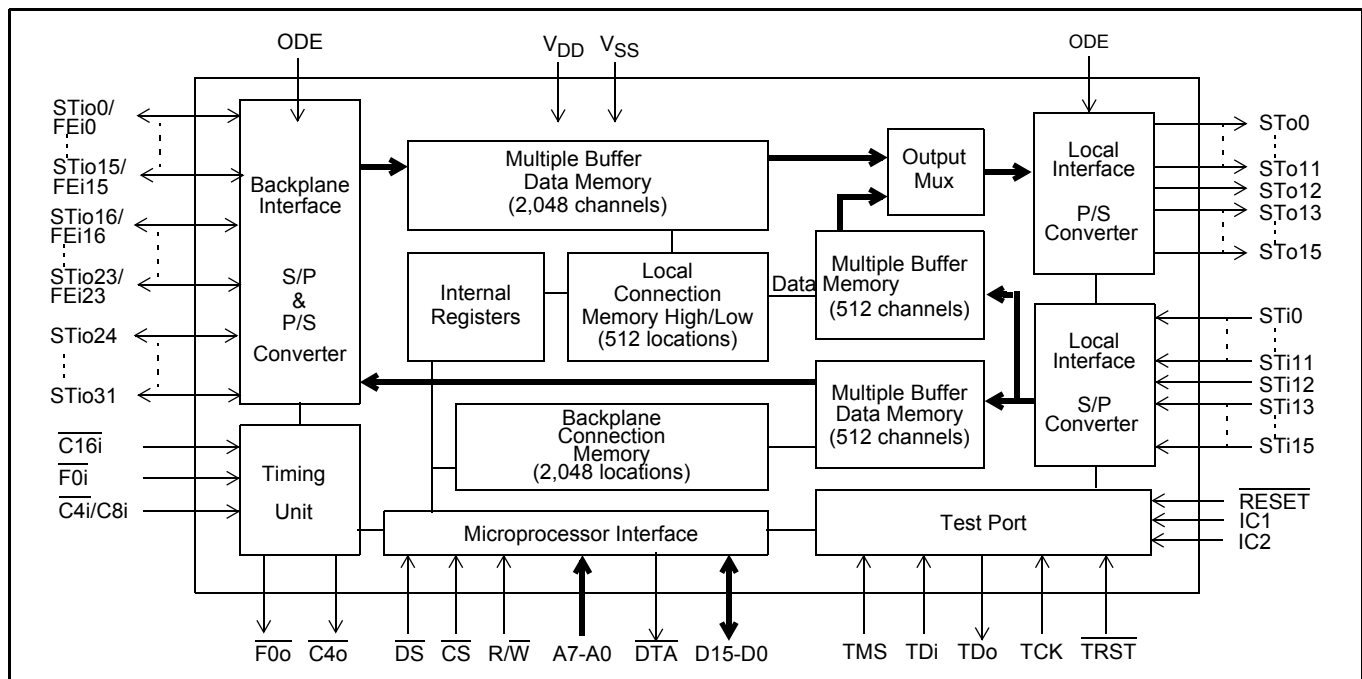 ODE
VDD
VSS
ODE
STio0/
FEi0
STio15/
FEi15
STio16/
FEi16
STio23/
FEi23
STio24
STio31
C16i
F0i
C4i/C8i
Backplane
Interface
S/P
&
P/S
Converter
Timing
Unit
Multiple Buffer
Data Memory
(2,048 channels)
Internal
Registers
Local
Connection
Memory High/Low
(512 locations)
Output
Mux
Multiple Buffer
Data Memory
(512 channels)
Multiple Buffer
Data Memory
(512 channels)
Backplane
Connection
Memory
(2,048 locations)
Microprocessor Interface
Test Port
Local
Interface
P/S
Converter
Local
Interface
S/P
Converter
STo0
STo11
STo12
STo13
STo15
STi0
STi11
STi12
STi13
STi15
RESET
IC1
IC2
F0o
C4o
DS
CS
R/W
A7-A0
DTA
D15-D0
TMS
TDi
TDo
TCK
TRST